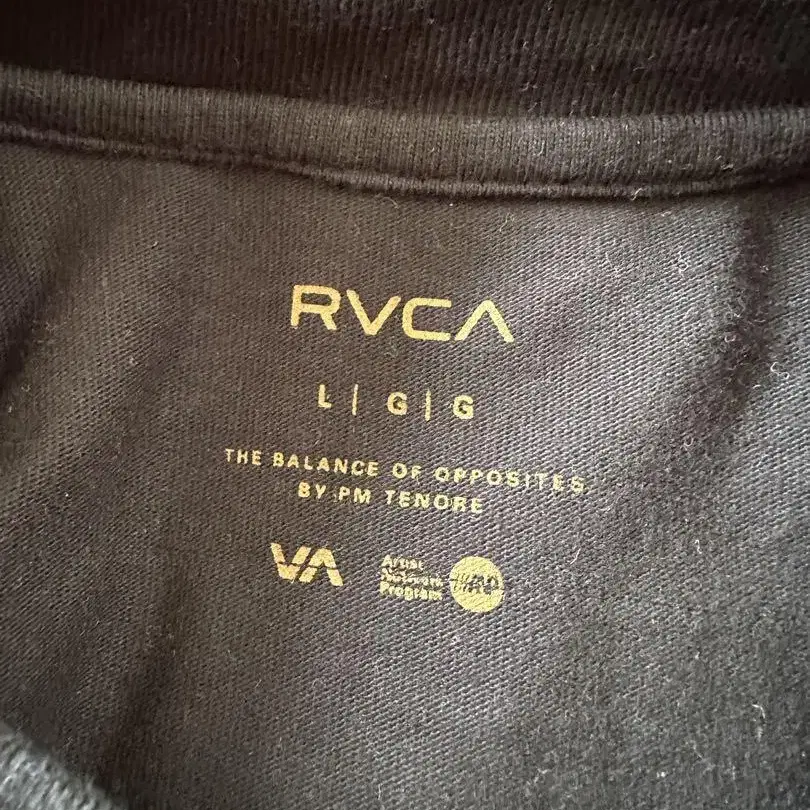 RVCA
L | G | G
THE BALANCE OF OPPOSITES
BY PM TENORE
VA
Artist
Network
Program